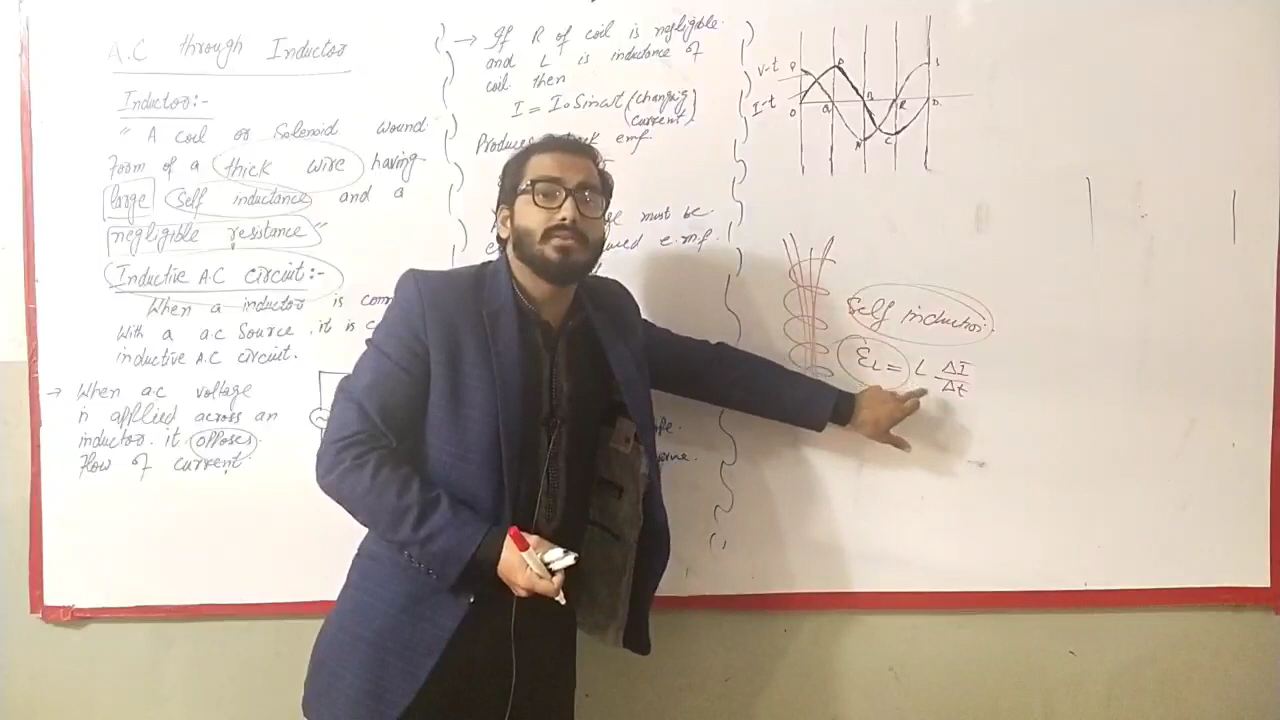 A.C through Inductor
Inductor:-
" A coil or Solenoid wound
form of a thick wire having
large Self inductance and a
negligible resistance "
Inductive A.C circuit:-
When a inductor is
With a a.c Source. it is
inductive A.C circuit.
→ When a.c voltage
is applied across an
inductor. it opposes
flow of current
→ If R of coil is negligible
and L is inductance of
coil then
I = I₀ Sinωt (changing
current)
Produces emf.
must be
e.m.f.
V-t
I-t
Self induction.
ℰL = L ΔI/Δt